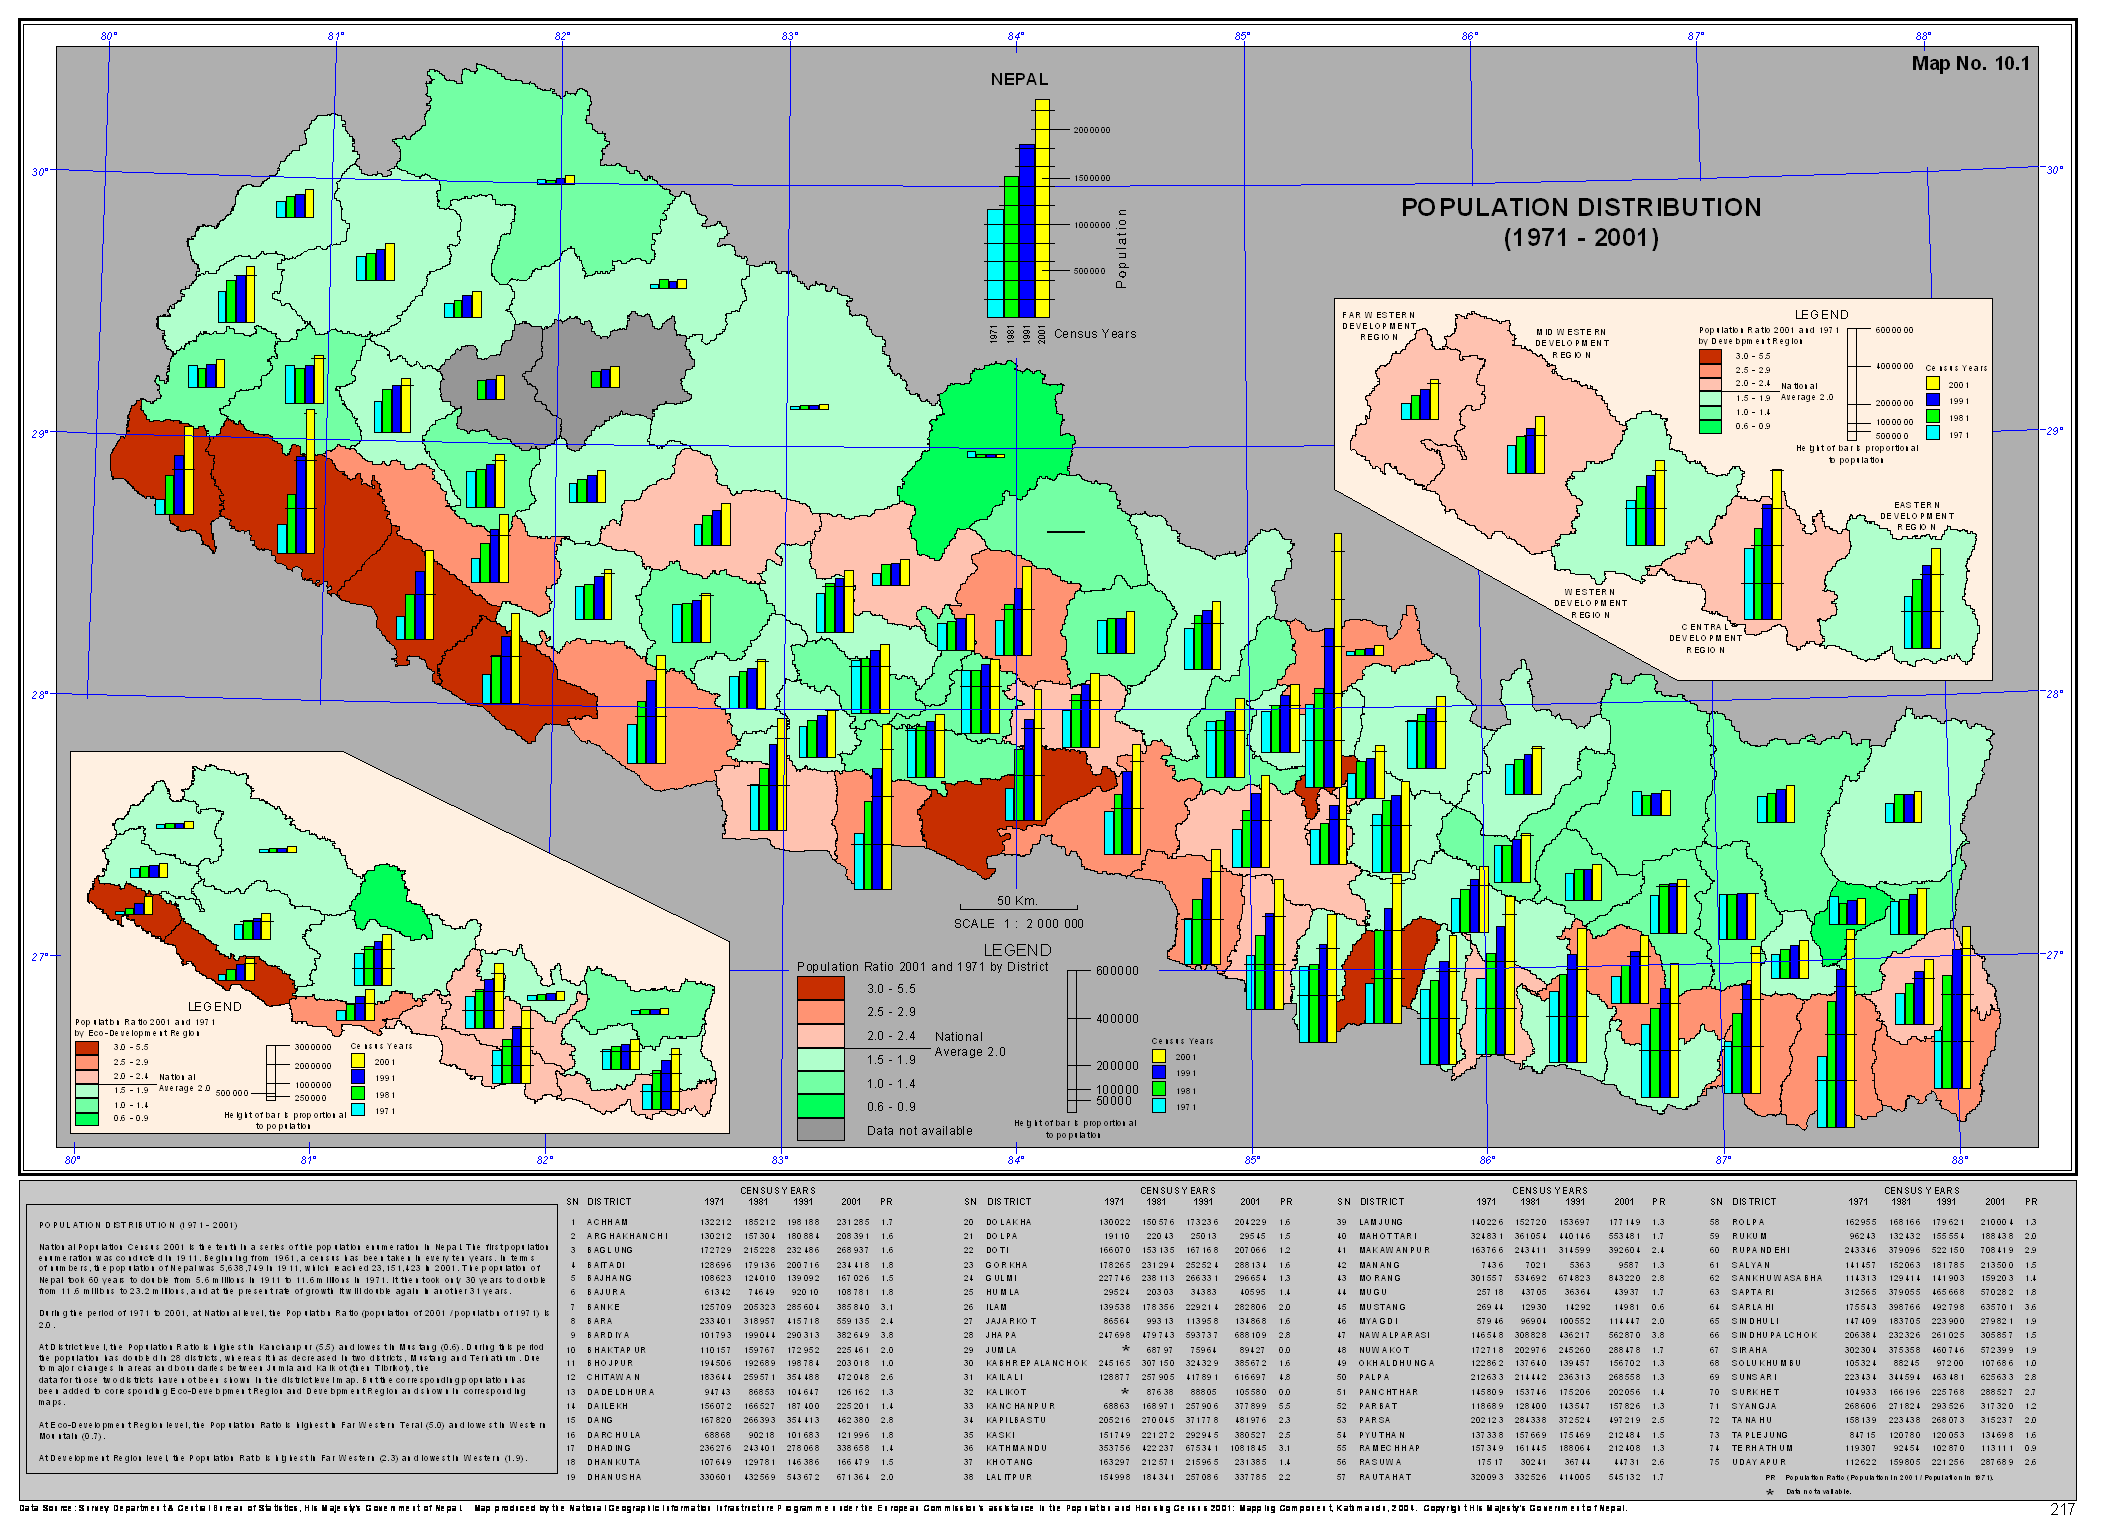 Map No. 10.1
80° 81° 82° 83° 84° 85° 86° 87° 88°
30° 30°
29° 29°
28° 28°
27° 27°
80° 81° 82° 83° 84° 85° 86° 87° 88°
NEPAL
2000000
1500000
1000000
500000
Population
1971 1981 1991 2001 Census Years
POPULATION DISTRIBUTION
(1971 - 2001)
FAR WESTERN
DEVELOPMENT
REGION
MID WESTERN
DEVELOPMENT
REGION
WESTERN
DEVELOPMENT
REGION
CENTRAL
DEVELOPMENT
REGION
EASTERN
DEVELOPMENT
REGION
LEGEND
Population Ratio 2001 and 1971
by Development Region
3.0 - 5.5
2.5 - 2.9
2.0 - 2.4 National
1.5 - 1.9 Average 2.0
1.0 - 1.4
0.6 - 0.9
6000000
4000000
2000000
1000000
500000
Census Years
2001
1991
1981
1971
Height of bar is proportional
to population
50 Km.
SCALE 1 : 2 000 000
LEGEND
Population Ratio 2001 and 1971 by District
3.0 - 5.5
2.5 - 2.9
2.0 - 2.4 National
1.5 - 1.9 Average 2.0
1.0 - 1.4
0.6 - 0.9
Data not available
600000
400000
200000
100000
50000
Census Years
2001
1991
1981
1971
Height of bar is proportional
to population
LEGEND
Population Ratio 2001 and 1971
by Eco-Development Region
3.0 - 5.5
2.5 - 2.9
2.0 - 2.4 National
1.5 - 1.9 Average 2.0
1.0 - 1.4
0.6 - 0.9
3000000
2000000
1000000
500000
250000
Census Years
2001
1991
1981
1971
Height of bar is proportional
to population
POPULATION DISTRIBUTION (1971 - 2001)
National Population Census 2001 is the tenth in a series of the population enumeration in Nepal. The first population
enumeration was conducted in 1911. Beginning from 1961, a census has been taken in every ten years. In terms
of numbers, the population of Nepal was 5,638,749 in 1911, which reached 23,151,423 in 2001. The population of
Nepal took 60 years to double from 5.6 millions in 1911 to 11.6 millions in 1971. It then took only 30 years to double
from 11.6 millions to 23.2 millions, and at the present rate of growth it will double again in another 31 years.
During the period of 1971 to 2001, at National level, the Population Ratio (population of 2001 / population of 1971) is
2.0.
At District level, the Population Ratio is highest in Kanchanpur (5.5) and lowest in Mustang (0.6). During this period
the population has doubled in 28 districts, whereas it has decreased in two districts, Mustang and Terhathum. Due
to major changes in areas and boundaries between Jumla and Kalikot (then Tibrikot), the
data for those two districts have not been shown in the district level map. But the corresponding population has
been added to corresponding Eco-Development Region and Development Region and shown in corresponding
maps.
At Eco-Development Region level, the Population Ratio is highest in Far Western Terai (5.0) and lowest in Western
Mountain (0.7).
At Development Region level, the Population Ratio is highest in Far Western (2.3) and lowest in Western (1.9).
CENSUS YEARS
SN DISTRICT 1971 1981 1991 2001 PR
1 ACHHAM 132212 185212 198188 231285 1.7
2 ARGHAKHANCHI 130212 157304 180884 208391 1.6
3 BAGLUNG 172729 215228 232486 268937 1.6
4 BAITADI 128696 179136 200716 234418 1.8
5 BAJHANG 108623 124010 139092 167026 1.5
6 BAJURA 61342 74649 92010 108781 1.8
7 BANKE 125709 205323 285604 385840 3.1
8 BARA 233401 318957 415718 559135 2.4
9 BARDIYA 101793 199044 290313 382649 3.8
10 BHAKTAPUR 110157 159767 172952 225461 2.0
11 BHOJPUR 194506 192689 198784 203018 1.0
12 CHITAWAN 183644 259571 354488 472048 2.6
13 DADELDHURA 94743 86853 104647 126162 1.3
14 DAILEKH 156072 166527 187400 225201 1.4
15 DANG 167820 266393 354413 462380 2.8
16 DARCHULA 68868 90218 101683 121996 1.8
17 DHADING 236276 243401 278068 338658 1.4
18 DHANKUTA 107649 129781 146386 166479 1.5
19 DHANUSHA 330601 432569 543672 671364 2.0
CENSUS YEARS
SN DISTRICT 1971 1981 1991 2001 PR
20 DOLAKHA 130022 150576 173236 204229 1.6
21 DOLPA 19110 22043 25013 29545 1.5
22 DOTI 166070 153135 167168 207066 1.2
23 GORKHA 178265 231294 252524 288134 1.6
24 GULMI 227746 238113 266331 296654 1.3
25 HUMLA 29524 20303 34383 40595 1.4
26 ILAM 139538 178356 229214 282806 2.0
27 JAJARKOT 86564 99313 113958 134868 1.6
28 JHAPA 247698 479743 593737 688109 2.8
29 JUMLA * 68797 75964 89427 0.0
30 KABHREPALANCHOK 245165 307150 324329 385672 1.6
31 KAILALI 128877 257905 417891 616697 4.8
32 KALIKOT * 87638 88805 105580 0.0
33 KANCHANPUR 68863 168971 257906 377899 5.5
34 KAPILBASTU 205216 270045 371778 481976 2.3
35 KASKI 151749 221272 292945 380527 2.5
36 KATHMANDU 353756 422237 675341 1081845 3.1
37 KHOTANG 163297 212571 215965 231385 1.4
38 LALITPUR 154998 184341 257086 337785 2.2
CENSUS YEARS
SN DISTRICT 1971 1981 1991 2001 PR
39 LAMJUNG 140226 152720 153697 177149 1.3
40 MAHOTTARI 324831 361054 440146 553481 1.7
41 MAKAWANPUR 163766 243411 314599 392604 2.4
42 MANANG 7436 7021 5363 9587 1.3
43 MORANG 301557 534692 674823 843220 2.8
44 MUGU 25718 43705 36364 43937 1.7
45 MUSTANG 26944 12930 14292 14981 0.6
46 MYAGDI 57946 96904 100552 114447 2.0
47 NAWALPARASI 146548 308828 436217 562870 3.8
48 NUWAKOT 172718 202976 245260 288478 1.7
49 OKHALDHUNGA 122862 137640 139457 156702 1.3
50 PALPA 212633 214442 236313 268558 1.3
51 PANCHTHAR 145809 153746 175206 202056 1.4
52 PARBAT 118689 128400 143547 157826 1.3
53 PARSA 202123 284338 372524 497219 2.5
54 PYUTHAN 137338 157669 175469 212484 1.5
55 RAMECHHAP 157349 161445 188064 212408 1.3
56 RASUWA 17517 30241 36744 44731 2.6
57 RAUTAHAT 320093 332526 414005 545132 1.7
CENSUS YEARS
SN DISTRICT 1971 1981 1991 2001 PR
58 ROLPA 162955 168166 179621 210004 1.3
59 RUKUM 96243 132432 155554 188438 2.0
60 RUPANDEHI 243346 379096 522150 708419 2.9
61 SALYAN 141457 152063 181785 213500 1.5
62 SANKHUWASABHA 114313 129414 141903 159203 1.4
63 SAPTARI 312565 379055 465668 570282 1.8
64 SARLAHI 175543 398766 492798 635701 3.6
65 SINDHULI 147409 183705 223900 279821 1.9
66 SINDHUPALCHOK 206384 232326 261025 305857 1.5
67 SIRAHA 302304 375358 460746 572399 1.9
68 SOLUKHUMBU 105324 88245 97200 107686 1.0
69 SUNSARI 223434 344594 463481 625633 2.8
70 SURKHET 104933 166196 225768 288527 2.7
71 SYANGJA 268606 271824 293526 317320 1.2
72 TANAHU 158139 223438 268073 315237 2.0
73 TAPLEJUNG 84715 120780 120053 134698 1.6
74 TERHATHUM 119307 92454 102870 113111 0.9
75 UDAYAPUR 112622 159805 221256 287689 2.6
PR Population Ratio (Population in 2001 / Population in 1971).
* Data not available.
Data Source: Survey Department & Central Bureau of Statistics, His Majesty's Government of Nepal. Map produced by the National Geographic Information Infrastructure Programme under the European Commission's assistance in the Population and Housing Census 2001: Mapping Component, Kathmandu, 2004. Copyright His Majesty's Government of Nepal.
217